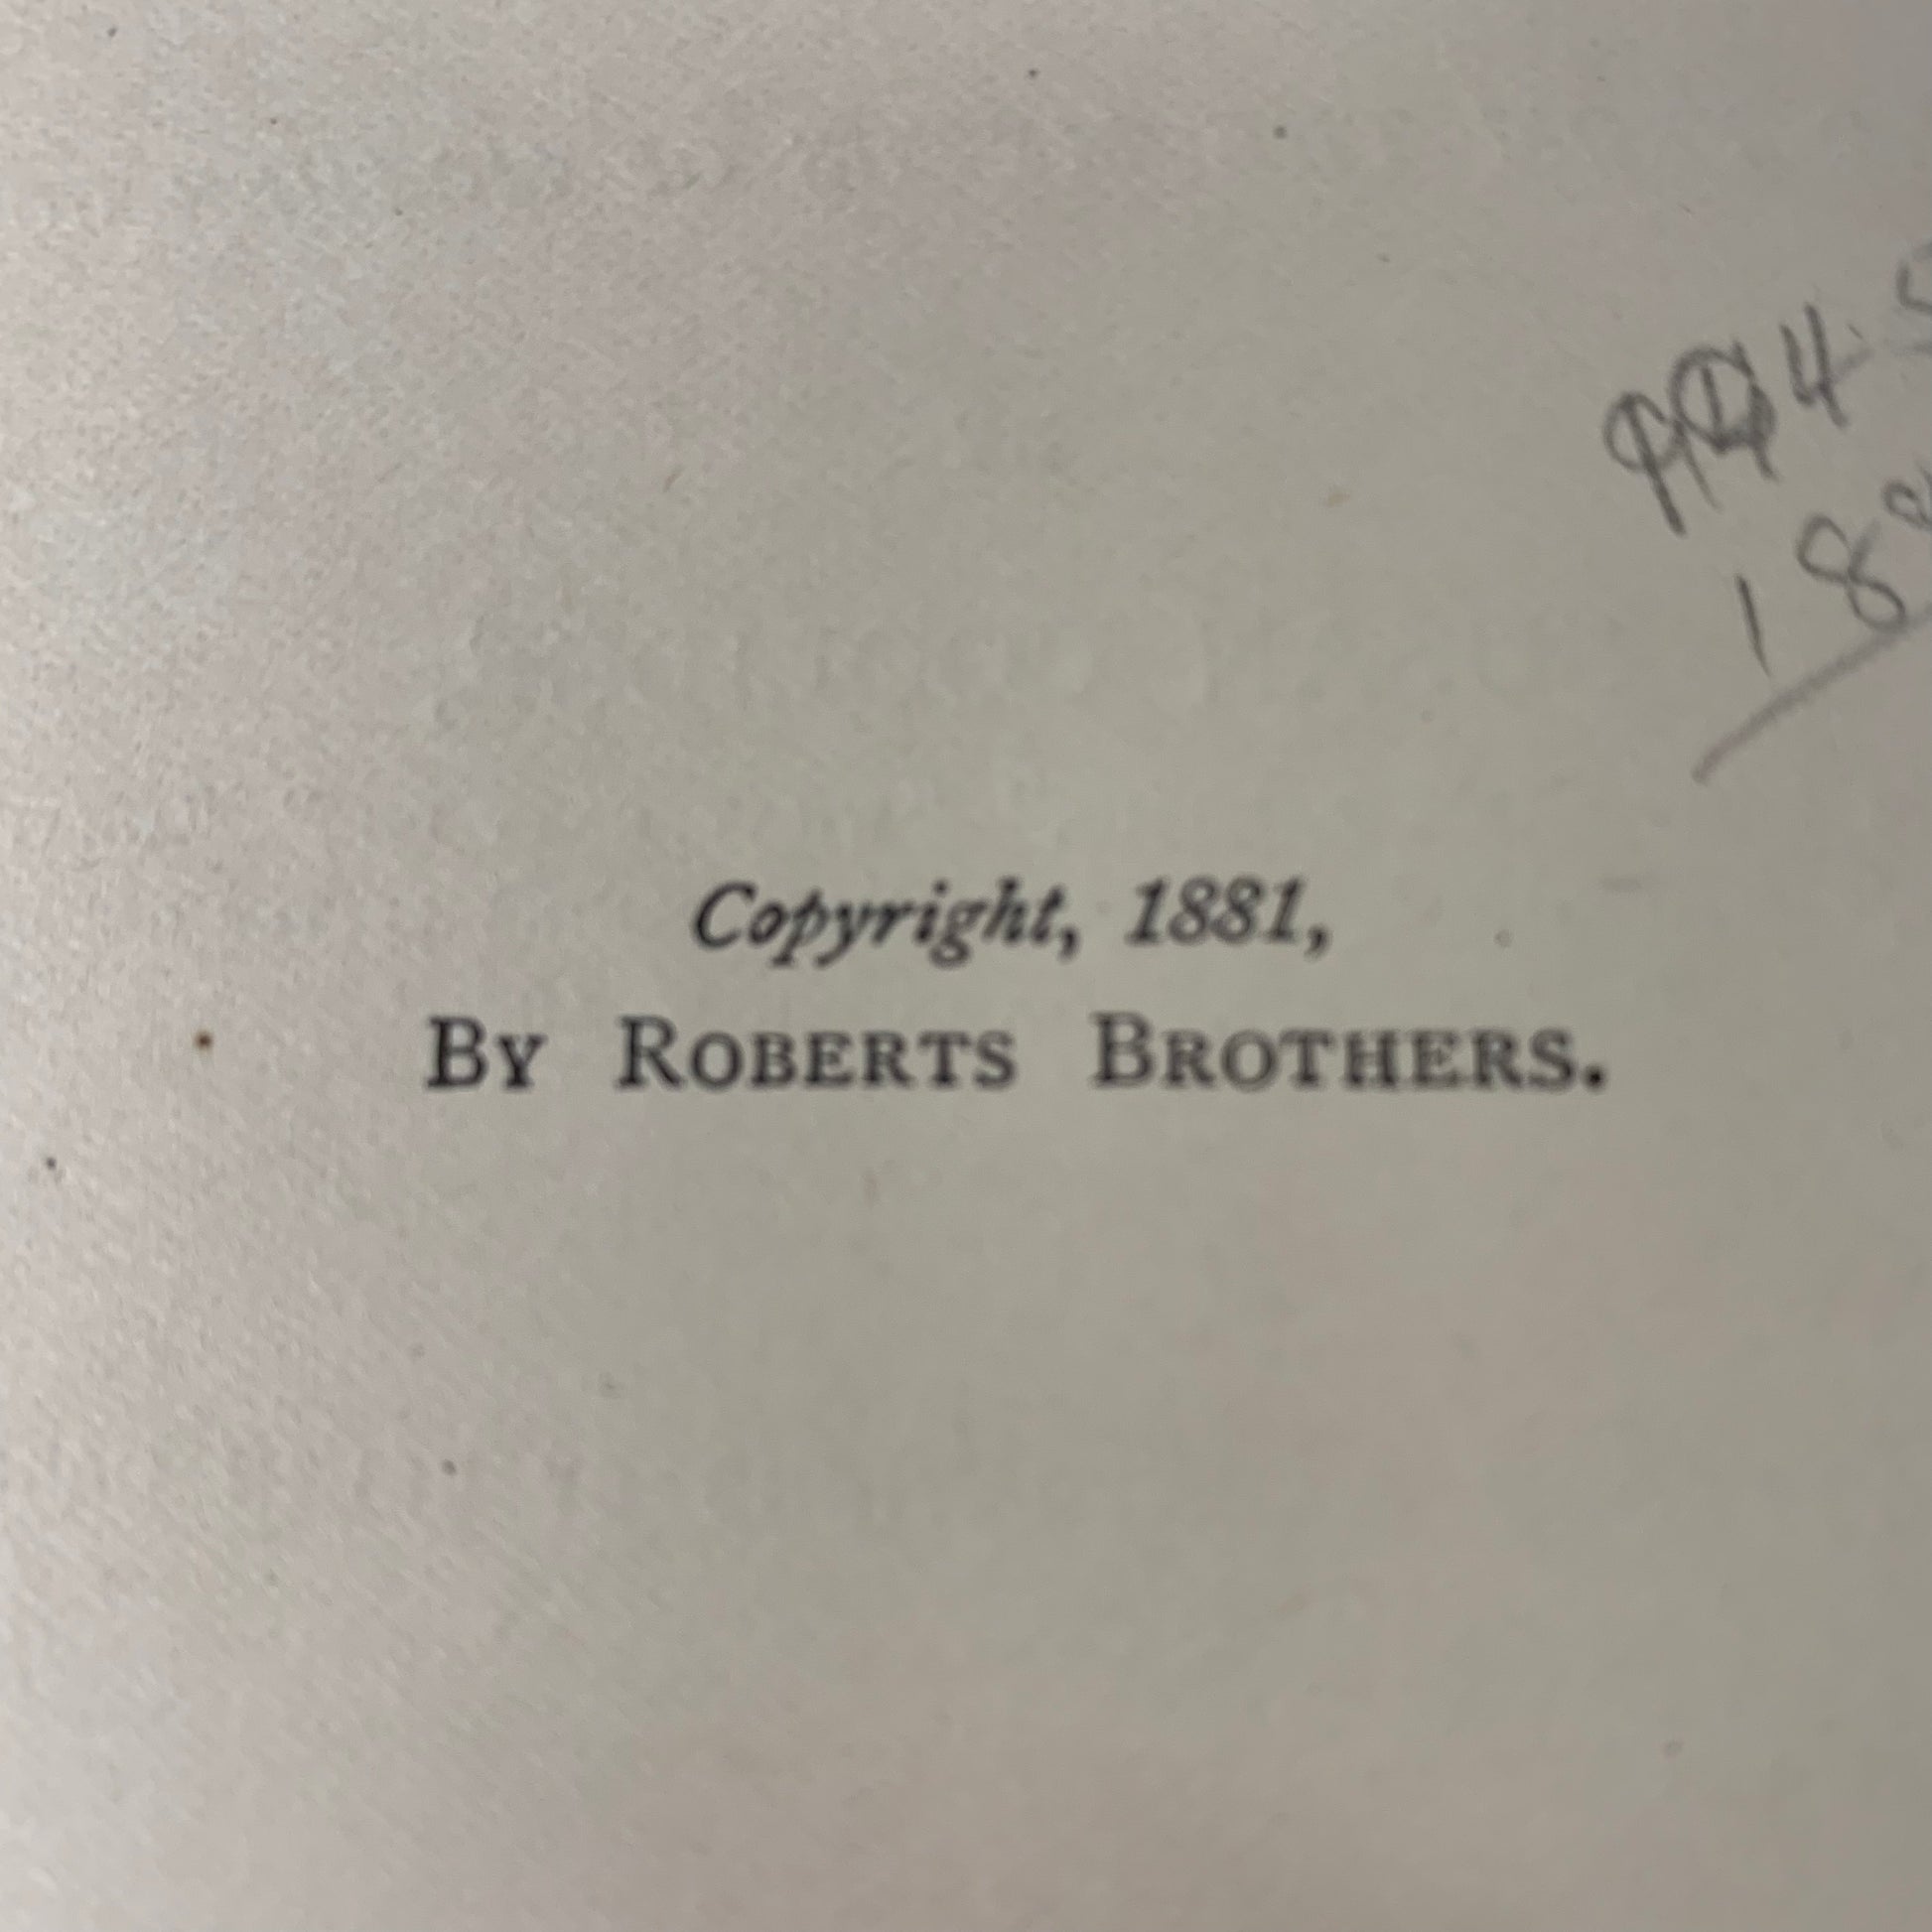 Copyright, 1881,
By Roberts Brothers.